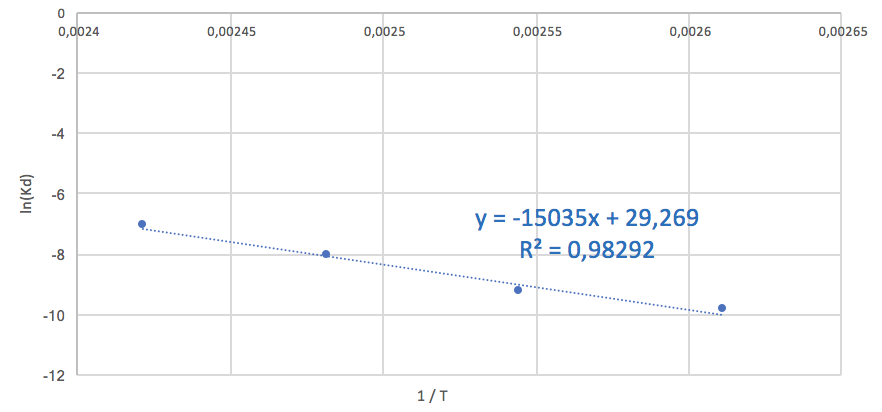 0
0,0024 0,00245 0,0025 0,00255 0,0026 0,00265
-2
-4
-6
ln(Kd)
y = -15035x + 29,269
R² = 0,98292
-8
-10
-12
1 / T